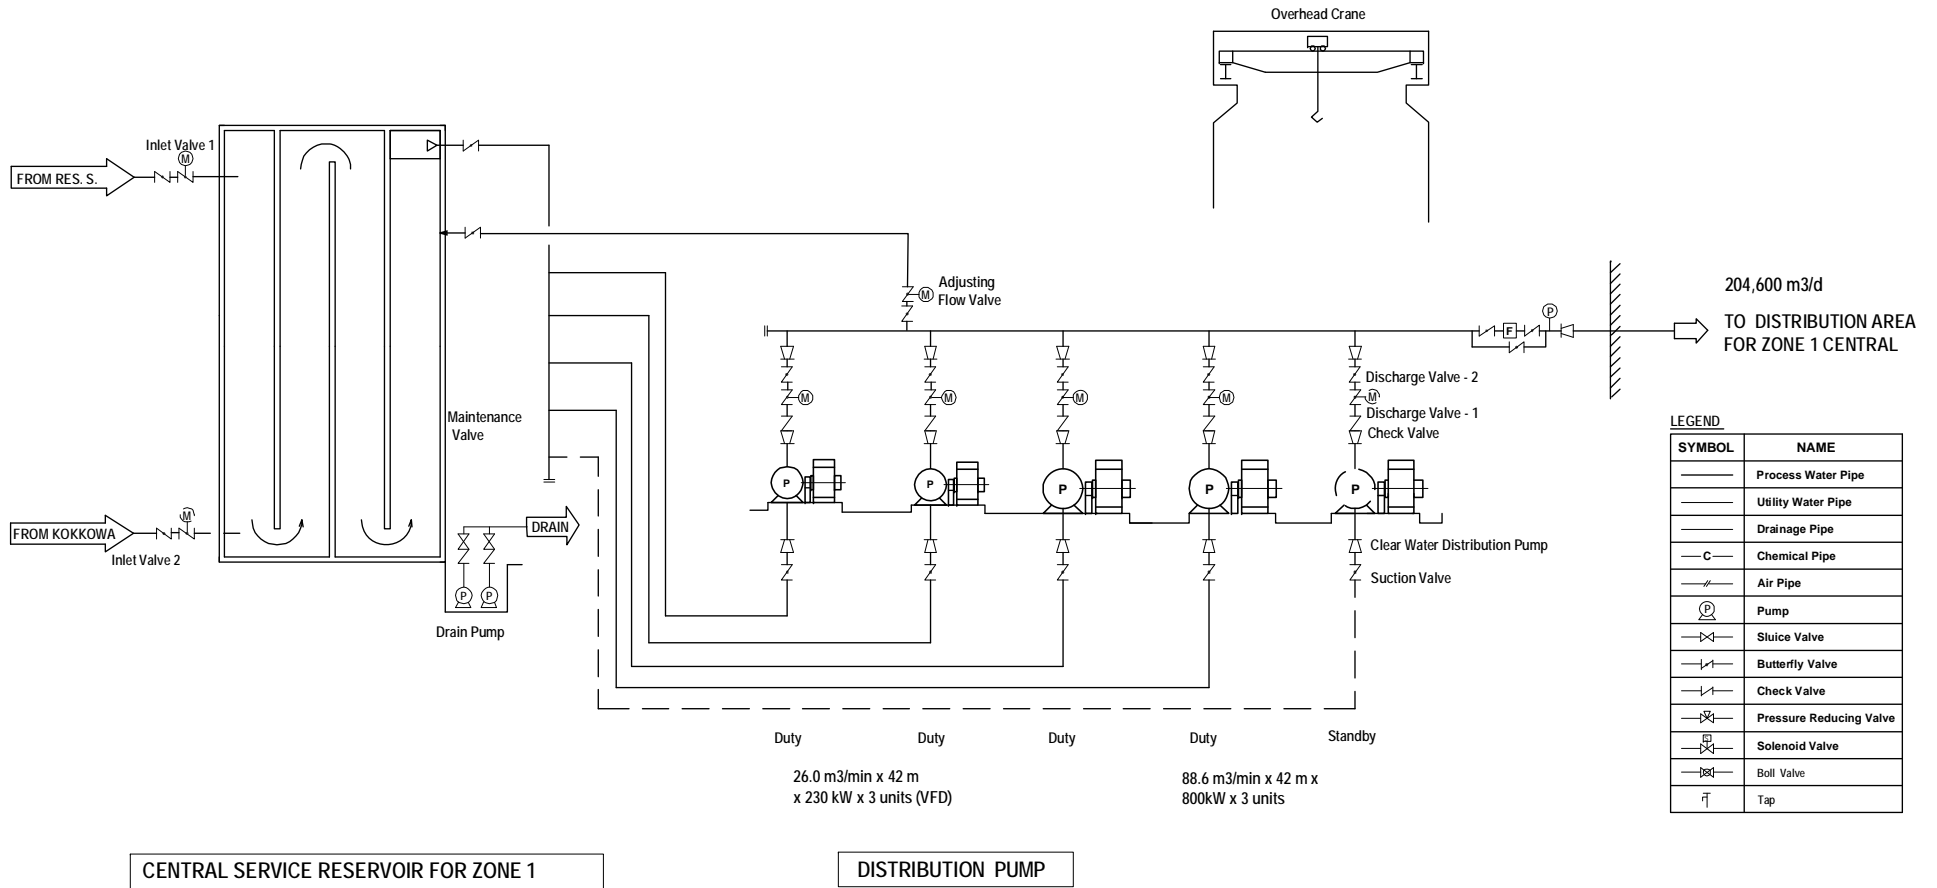 Overhead Crane
Inlet Valve 1
M
FROM RES. S.
Adjusting
Flow Valve
M
204,600 m3/d
TO DISTRIBUTION AREA
FOR ZONE 1 CENTRAL
P
F
Discharge Valve - 2
M
M
M
M
M
Discharge Valve - 1
Check Valve
Maintenance
Valve
P
P
P
P
P
M
FROM KOKKOWA
Inlet Valve 2
DRAIN
P
P
Drain Pump
Clear Water Distribution Pump
Suction Valve
Duty
Duty
Duty
Duty
Standby
26.0 m3/min x 42 m
x 230 kW x 3 units (VFD)
88.6 m3/min x 42 m x
800kW x 3 units
LEGEND
SYMBOL NAME
Process Water Pipe
Utility Water Pipe
Drainage Pipe
C Chemical Pipe
Air Pipe
P Pump
Sluice Valve
Butterfly Valve
Check Valve
Pressure Reducing Valve
S Solenoid Valve
Boll Valve
Tap
CENTRAL SERVICE RESERVOIR FOR ZONE 1
DISTRIBUTION PUMP